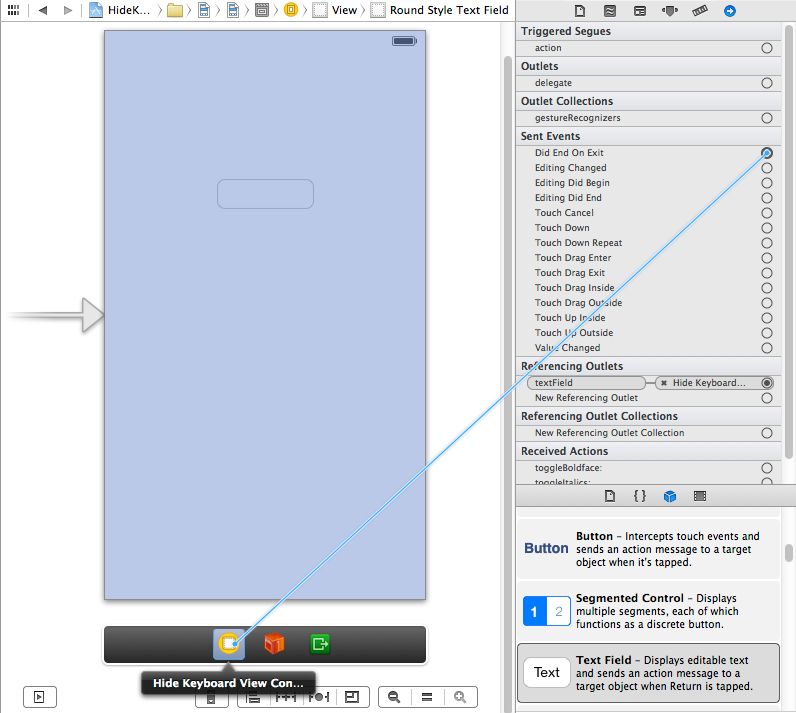 HideK...
View
Round Style Text Field
Triggered Segues
action
Outlets
delegate
Outlet Collections
gestureRecognizers
Sent Events
Did End On Exit
Editing Changed
Editing Did Begin
Editing Did End
Touch Cancel
Touch Down
Touch Down Repeat
Touch Drag Enter
Touch Drag Exit
Touch Drag Inside
Touch Drag Outside
Touch Up Inside
Touch Up Outside
Value Changed
Referencing Outlets
textField
Hide Keyboard...
New Referencing Outlet
Referencing Outlet Collections
New Referencing Outlet Collection
Received Actions
toggleBoldface:
toggleItalics:
Button
Button – Intercepts touch events and
sends an action message to a target
object when it's tapped.
1 2
Segmented Control – Displays
multiple segments, each of which
functions as a discrete button.
Text
Text Field – Displays editable text
and sends an action message to a
target object when Return is tapped.
Hide Keyboard View Con...